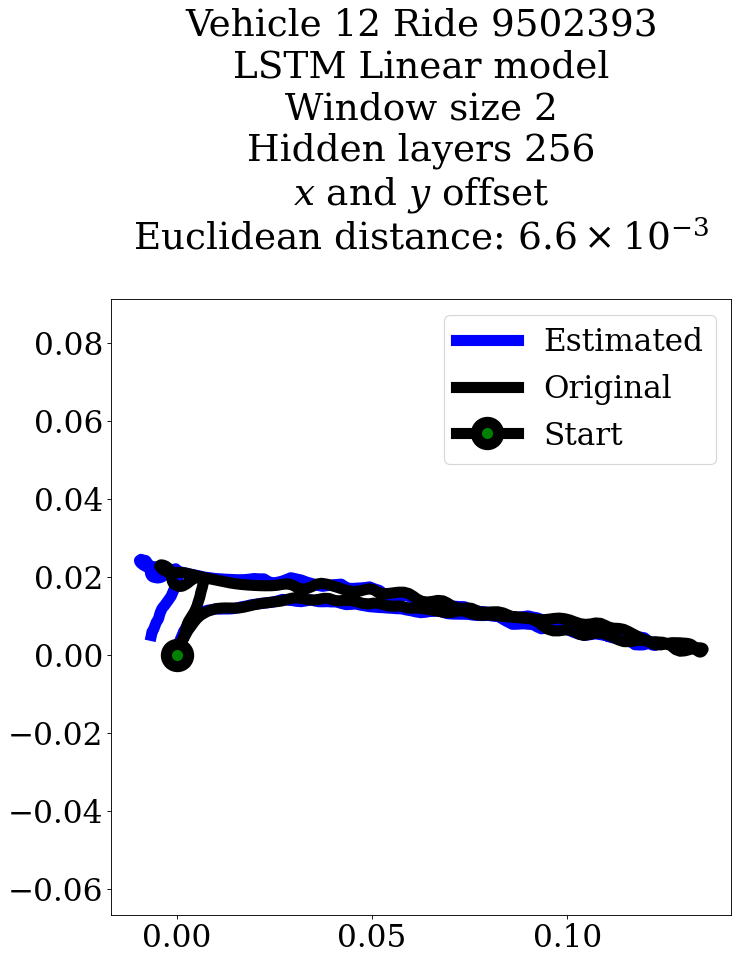 Vehicle 12 Ride 9502393
LSTM Linear model
Window size 2
Hidden layers 256
x and y offset
Euclidean distance: 6.6 × 10⁻³
Estimated
Original
Start
0.08
0.06
0.04
0.02
0.00
−0.02
−0.04
−0.06
0.00 0.05 0.10